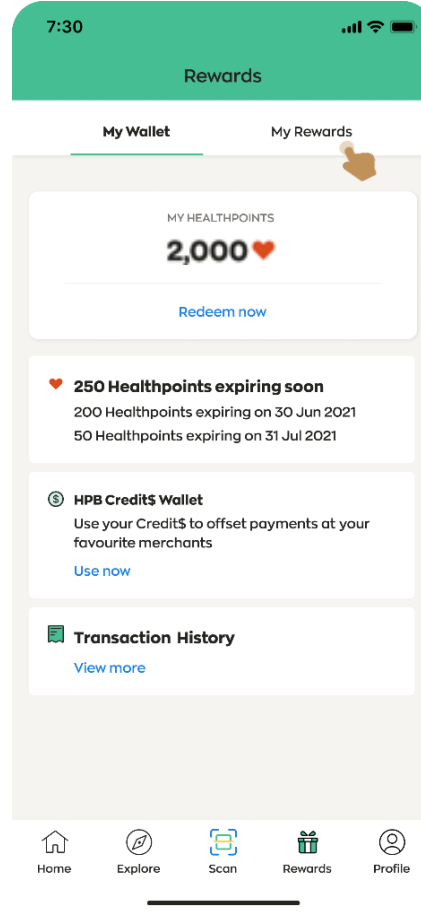 7:30
Rewards
My Wallet My Rewards
MY HEALTHPOINTS
2,000
Redeem now
250 Healthpoints expiring soon
200 Healthpoints expiring on 30 Jun 2021
50 Healthpoints expiring on 31 Jul 2021
$ HPB Credit$ Wallet
Use your Credit$ to offset payments at your
favourite merchants
Use now
Transaction History
View more
Home Explore Scan Rewards Profile